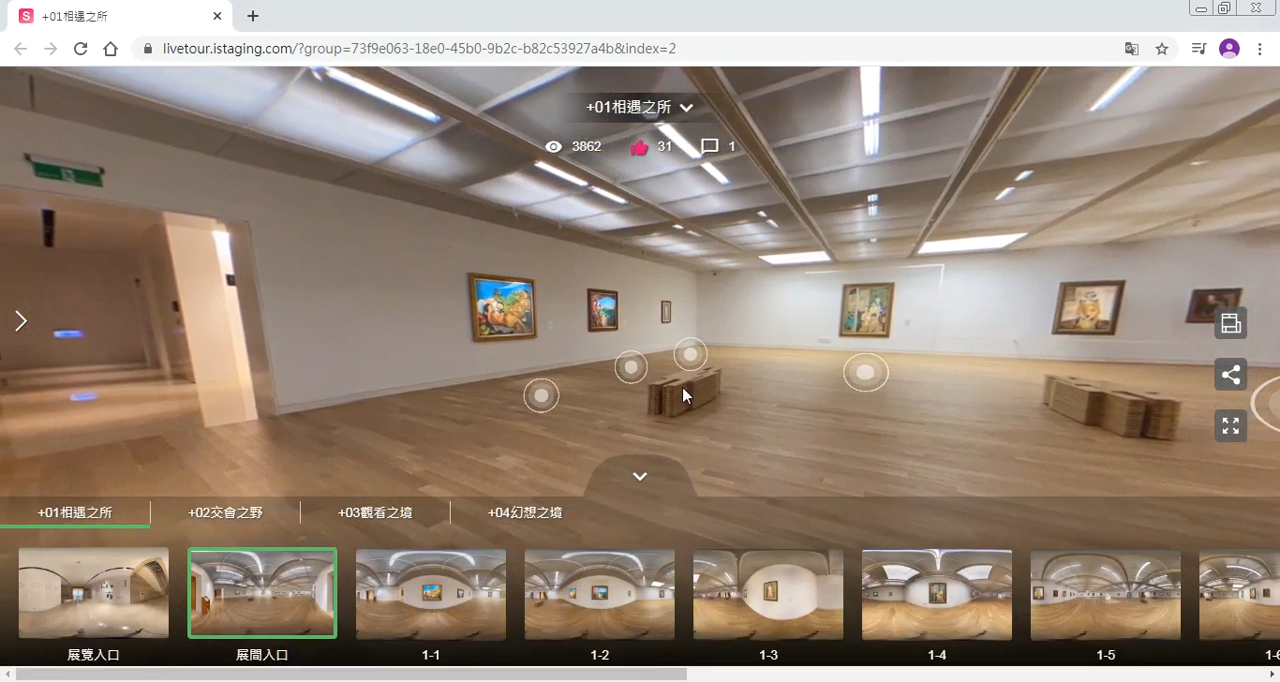 +01相遇之所
livetour.istaging.com/?group=73f9e063-18e0-45b0-9b2c-b82c53927a4b&index=2
+01相遇之所
3862 31 1
+01相遇之所 +02交會之野 +03觀看之境 +04幻想之境
展覽入口 展間入口 1-1 1-2 1-3 1-4 1-5